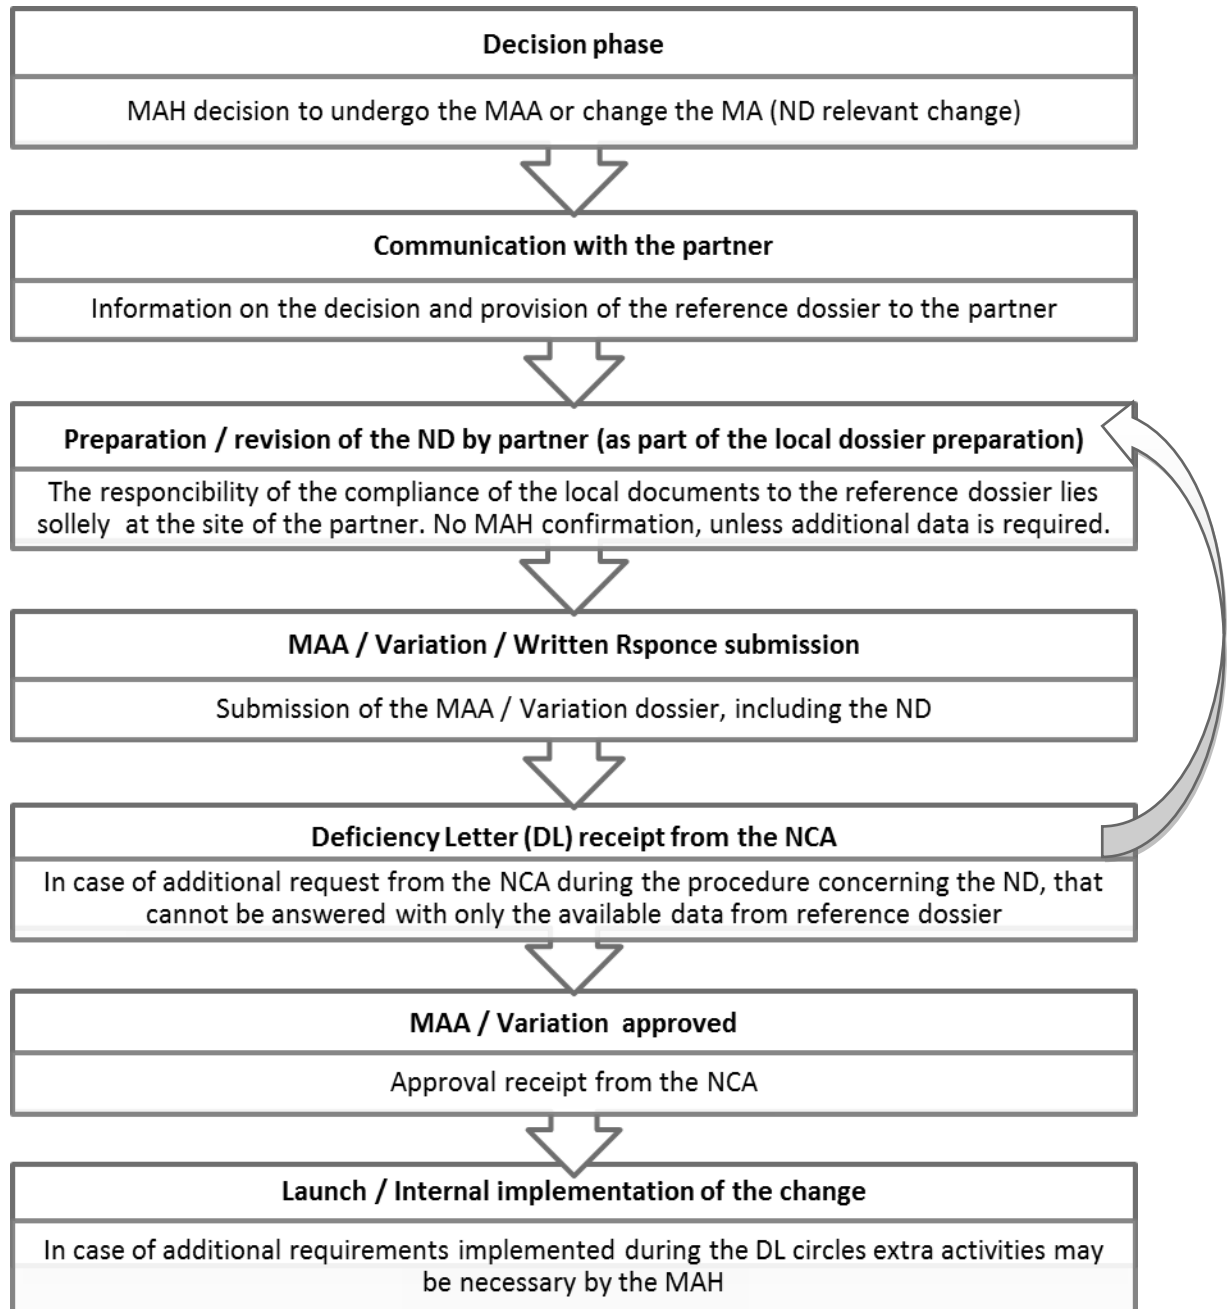 Decision phase
MAH decision to undergo the MAA or change the MA (ND relevant change)
Communication with the partner
Information on the decision and provision of the reference dossier to the partner
Preparation / revision of the ND by partner (as part of the local dossier preparation)
The responcibility of the compliance of the local documents to the reference dossier lies
sollely at the site of the partner. No MAH confirmation, unless additional data is required.
MAA / Variation / Written Rsponce submission
Submission of the MAA / Variation dossier, including the ND
Deficiency Letter (DL) receipt from the NCA
In case of additional request from the NCA during the procedure concerning the ND, that
cannot be answered with only the available data from reference dossier
MAA / Variation approved
Approval receipt from the NCA
Launch / Internal implementation of the change
In case of additional requirements implemented during the DL circles extra activities may
be necessary by the MAH